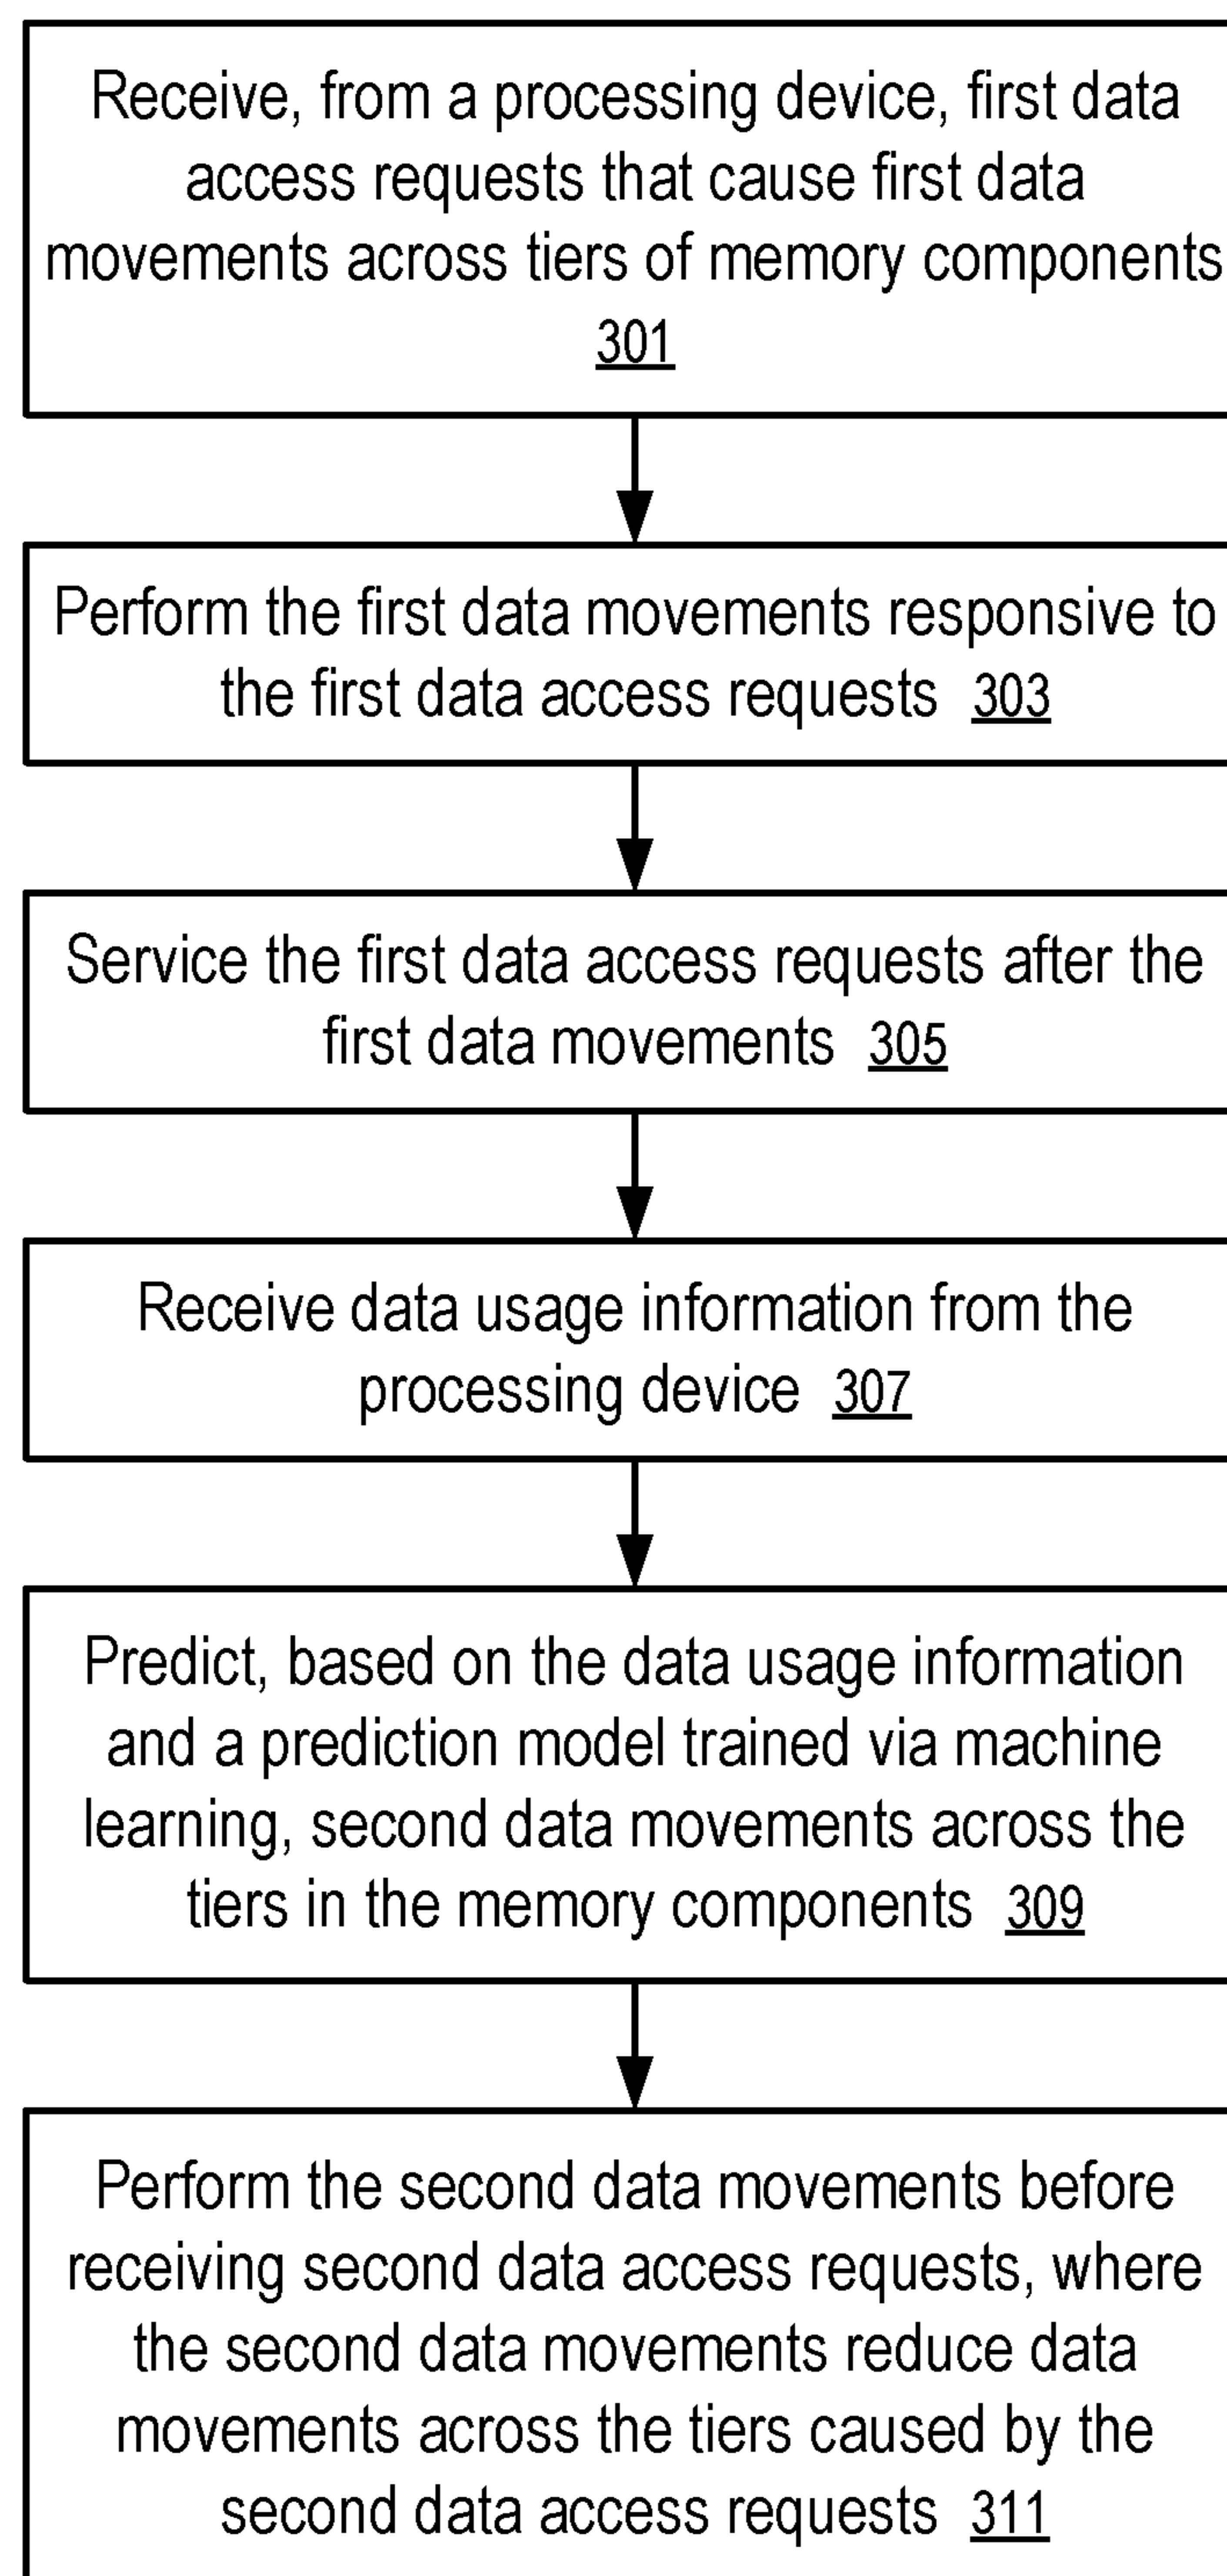 Receive, from a processing device, first data
access requests that cause first data
movements across tiers of memory components
301
Perform the first data movements responsive to
the first data access requests 303
Service the first data access requests after the
first data movements 305
Receive data usage information from the
processing device 307
Predict, based on the data usage information
and a prediction model trained via machine
learning, second data movements across the
tiers in the memory components 309
Perform the second data movements before
receiving second data access requests, where
the second data movements reduce data
movements across the tiers caused by the
second data access requests 311